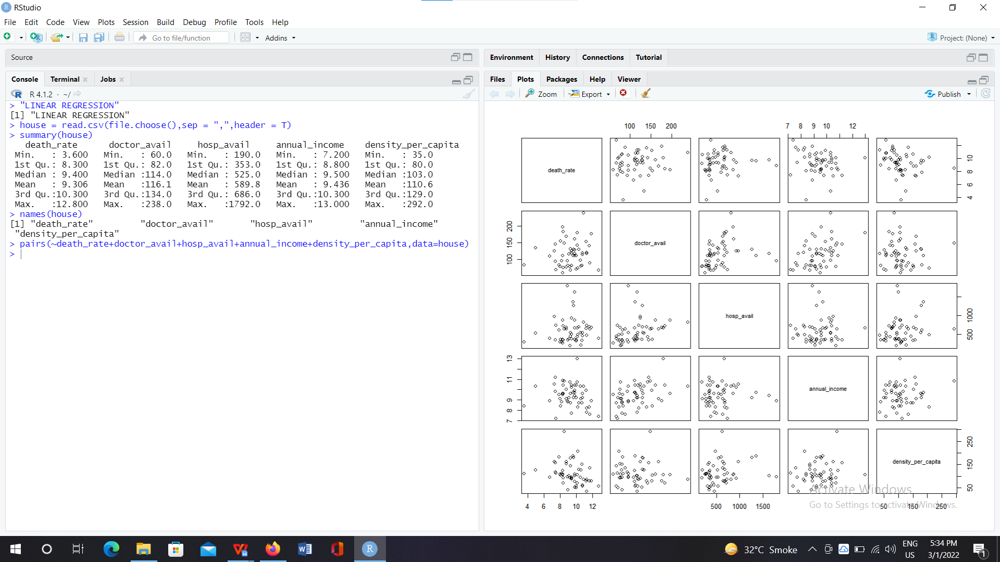 RStudio
File Edit Code View Plots Session Build Debug Profile Tools Help
Go to file/function Addins Project: (None)
Source
Console Terminal Jobs
R 4.1.2 · ~/
> "LINEAR REGRESSION"
[1] "LINEAR REGRESSION"
> house = read.csv(file.choose(),sep = ",",header = T)
> summary(house)
death_rate doctor_avail hosp_avail annual_income density_per_capita
Min. : 3.600 Min. : 60.0 Min. : 190.0 Min. : 7.200 Min. : 35.0
1st Qu.: 8.300 1st Qu.: 82.0 1st Qu.: 353.0 1st Qu.: 8.800 1st Qu.: 80.0
Median : 9.400 Median :114.0 Median : 525.0 Median : 9.500 Median :103.0
Mean : 9.306 Mean :116.1 Mean : 589.8 Mean : 9.436 Mean :110.6
3rd Qu.:10.300 3rd Qu.:134.0 3rd Qu.: 686.0 3rd Qu.:10.300 3rd Qu.:129.0
Max. :12.800 Max. :238.0 Max. :1792.0 Max. :13.000 Max. :292.0
> names(house)
[1] "death_rate" "doctor_avail" "hosp_avail" "annual_income"
"density_per_capita"
> pairs(~death_rate+doctor_avail+hosp_avail+annual_income+density_per_capita,data=house)
>
Environment History Connections Tutorial
Files Plots Packages Help Viewer
Zoom Export Publish
100 150 200 7 8 9 10 12
death_rate
4 6 8 10
100 150 200
doctor_avail
hosp_avail
500 1000
7 8 9 11 13
annual_income
density_per_capita
50 150 250
4 6 8 10 12 500 1000 1500 50 150 250
Activate Windows
Go to Settings to activate Windows.
R
32°C Smoke
ENG
US
5:34 PM
3/1/2022
1